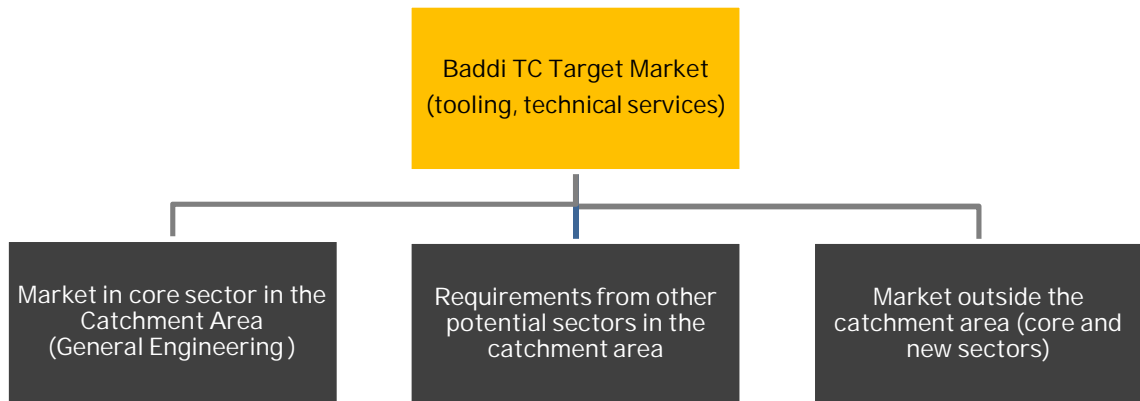 Baddi TC Target Market
(tooling, technical services)
Market in core sector in the
Catchment Area
(General Engineering)
Requirements from other
potential sectors in the
catchment area
Market outside the
catchment area (core and
new sectors)